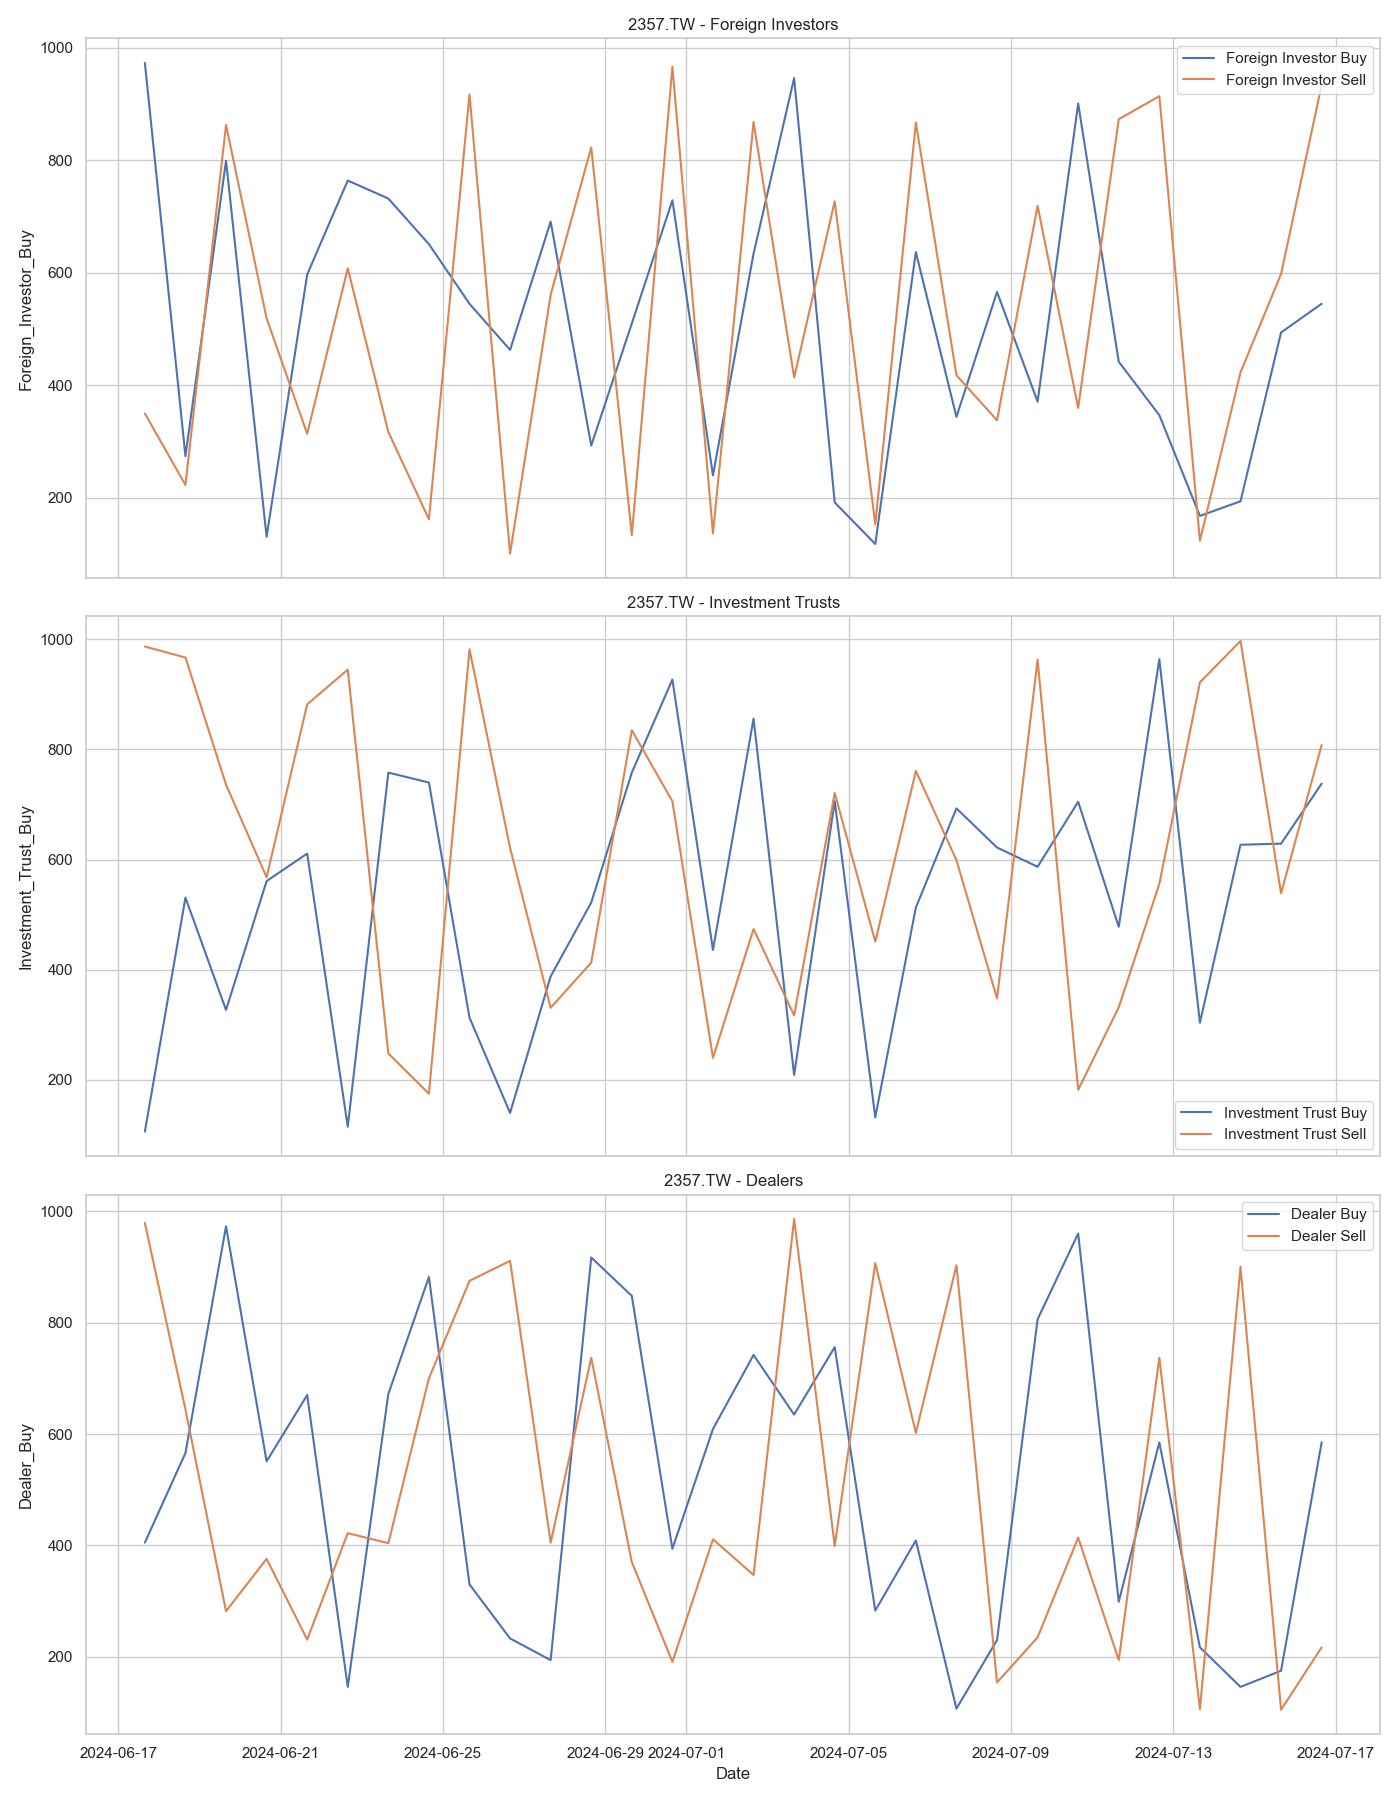 2357.TW - Foreign Investors
Foreign_Investor_Buy
1000
800
600
400
200
Foreign Investor Buy
Foreign Investor Sell
2357.TW - Investment Trusts
Investment_Trust_Buy
1000
800
600
400
200
Investment Trust Buy
Investment Trust Sell
2357.TW - Dealers
Dealer_Buy
1000
800
600
400
200
Dealer Buy
Dealer Sell
2024-06-17 2024-06-21 2024-06-25 2024-06-29 2024-07-01 2024-07-05 2024-07-09 2024-07-13 2024-07-17
Date